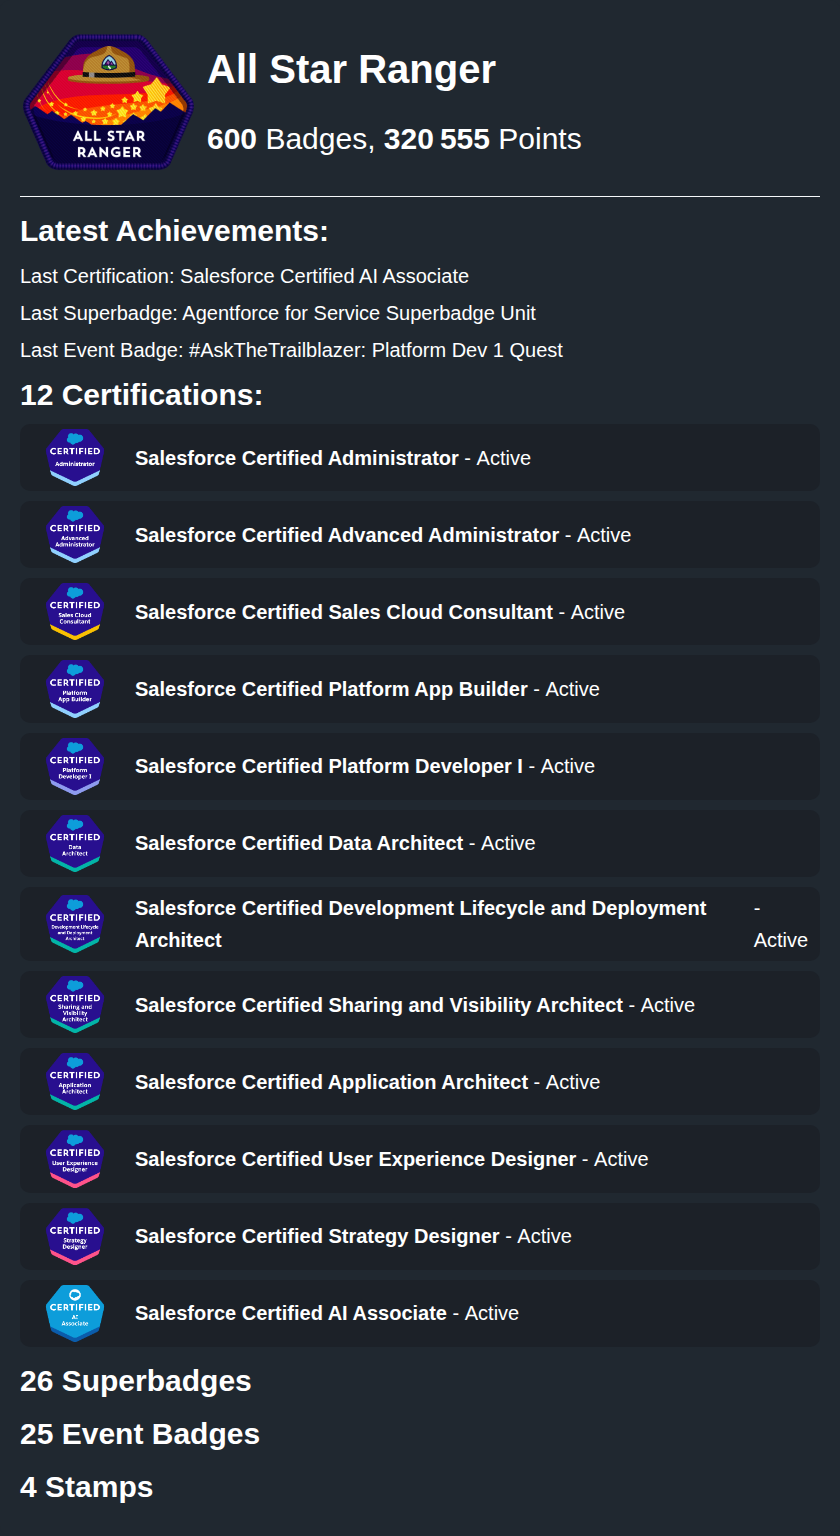 ALL STAR
RANGER
All Star Ranger
600 Badges, 320 555 Points
Latest Achievements:
Last Certification: Salesforce Certified AI Associate
Last Superbadge: Agentforce for Service Superbadge Unit
Last Event Badge: #AskTheTrailblazer: Platform Dev 1 Quest
12 Certifications:
CERTIFIED
Administrator
Salesforce Certified Administrator - Active
CERTIFIED
Advanced
Administrator
Salesforce Certified Advanced Administrator - Active
CERTIFIED
Sales Cloud
Consultant
Salesforce Certified Sales Cloud Consultant - Active
CERTIFIED
Platform
App Builder
Salesforce Certified Platform App Builder - Active
CERTIFIED
Platform
Developer I
Salesforce Certified Platform Developer I - Active
CERTIFIED
Data
Architect
Salesforce Certified Data Architect - Active
CERTIFIED
Development Lifecycle
and Deployment
Architect
Salesforce Certified Development Lifecycle and Deployment -
Architect Active
CERTIFIED
Sharing and
Visibility
Architect
Salesforce Certified Sharing and Visibility Architect - Active
CERTIFIED
Application
Architect
Salesforce Certified Application Architect - Active
CERTIFIED
User Experience
Designer
Salesforce Certified User Experience Designer - Active
CERTIFIED
Strategy
Designer
Salesforce Certified Strategy Designer - Active
CERTIFIED
AI
Associate
Salesforce Certified AI Associate - Active
26 Superbadges
25 Event Badges
4 Stamps